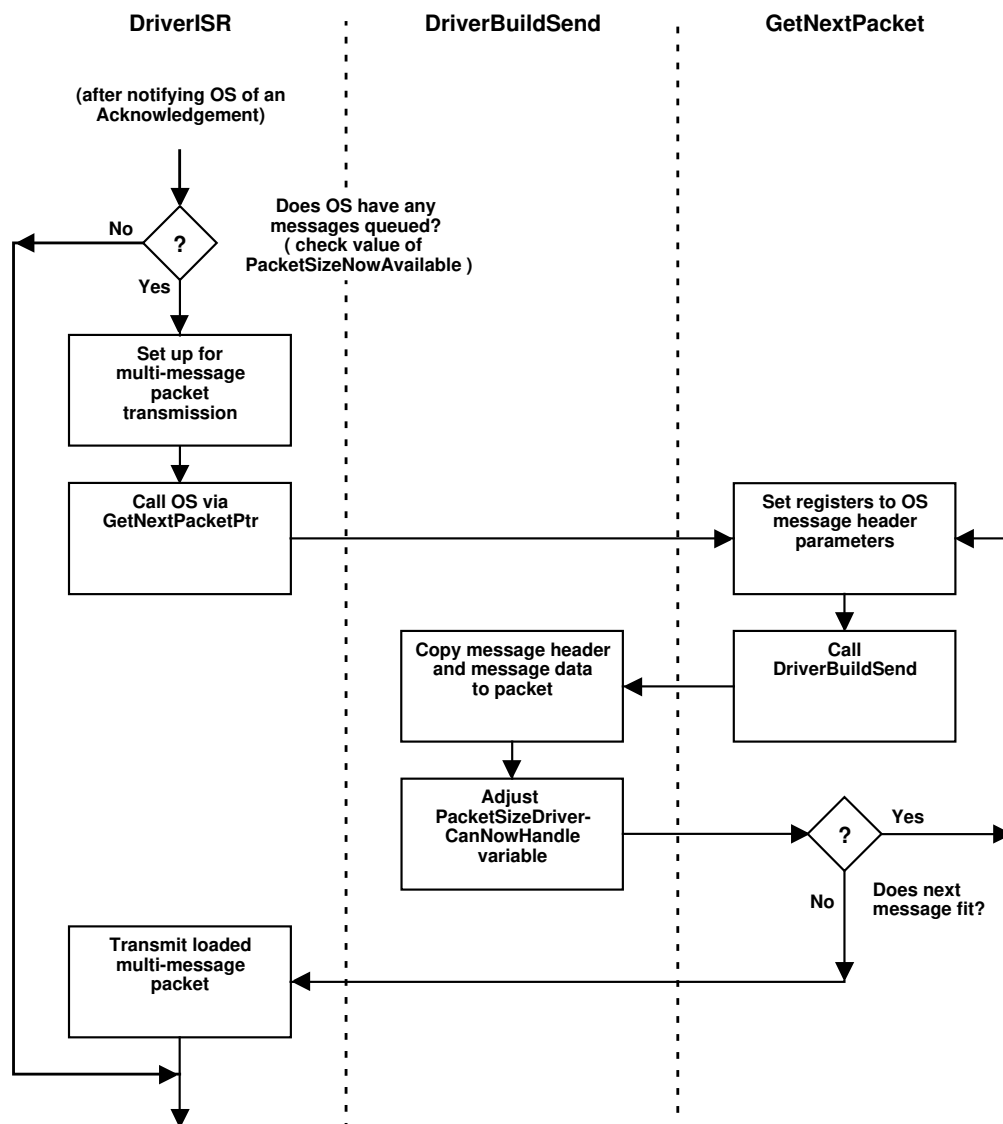 DriverISR
DriverBuildSend
GetNextPacket
(after notifying OS of an
Acknowledgement)
Does OS have any
messages queued?
( check value of
PacketSizeNowAvailable )
No
?
Yes
Set up for
multi-message
packet
transmission
Call OS via
GetNextPacketPtr
Set registers to OS
message header
parameters
Call
DriverBuildSend
Copy message header
and message data
to packet
Adjust
PacketSizeDriver-
CanNowHandle
variable
?
Yes
Does next
message fit?
No
Transmit loaded
multi-message
packet